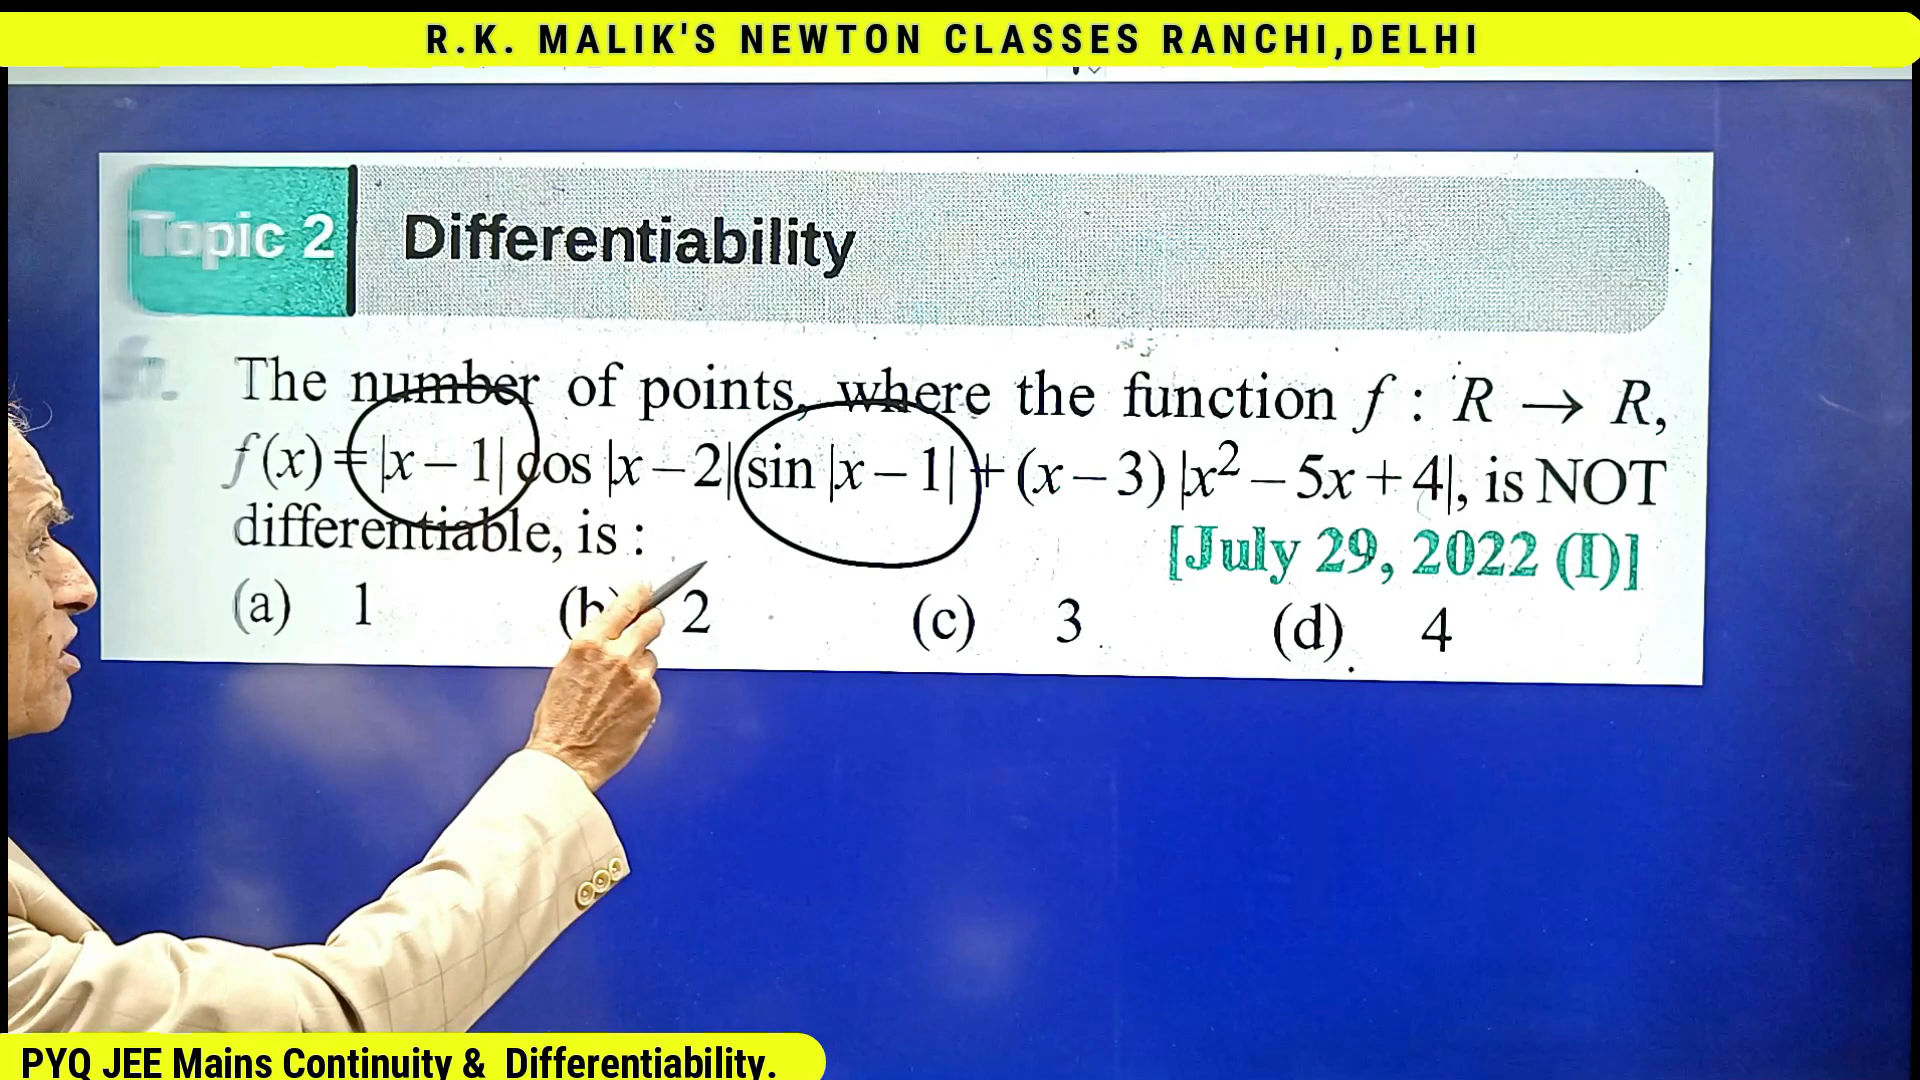 R.K. MALIK'S NEWTON CLASSES RANCHI,DELHI
Topic 2 Differentiability
The number of points, where the function f : R → R,
f(x) = |x – 1| cos |x – 2| sin |x – 1| + (x – 3) |x² – 5x + 4|, is NOT
differentiable, is :
[July 29, 2022 (I)]
(a) 1 (b) 2 (c) 3 (d) 4
PYQ JEE Mains Continuity & Differentiability.